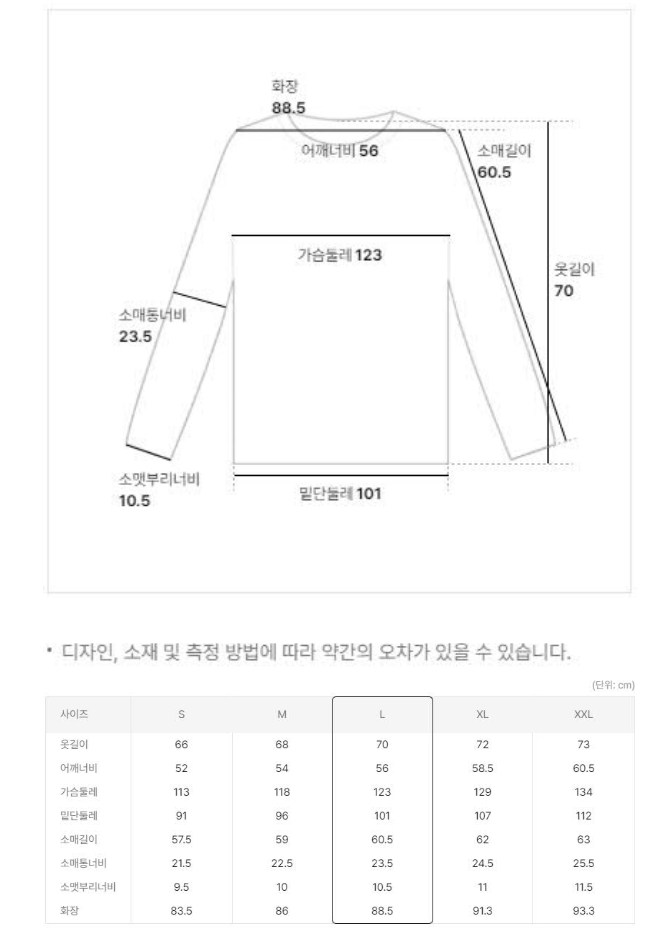 화장
88.5
어깨너비 56
소매길이
60.5
가슴둘레 123
옷길이
70
소매통너비
23.5
소맷부리너비
10.5
밑단둘레 101
• 디자인, 소재 및 측정 방법에 따라 약간의 오차가 있을 수 있습니다.
(단위: cm)
사이즈 S M L XL XXL
옷길이 66 68 70 72 73
어깨너비 52 54 56 58.5 60.5
가슴둘레 113 118 123 129 134
밑단둘레 91 96 101 107 112
소매길이 57.5 59 60.5 62 63
소매통너비 21.5 22.5 23.5 24.5 25.5
소맷부리너비 9.5 10 10.5 11 11.5
화장 83.5 86 88.5 91.3 93.3